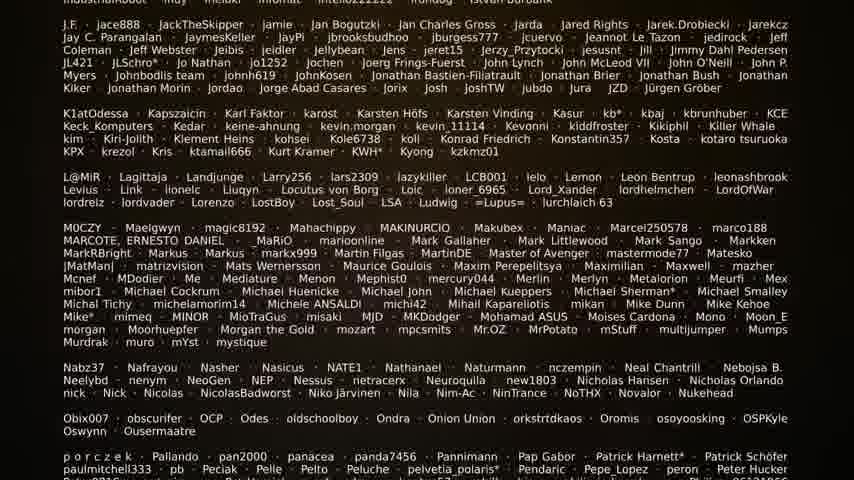 J.F. · jace888 · JackTheSkipper · jamie · Jan Bogutzki · Jan Charles Gross · Jarda · Jared Rights · Jarek.Drobiecki · jarekcz
Jay C. Parangalan · JaymesKeller · JayPi · jbrooksbudhoo · jburgess777 · jcuervo · Jeannot Le Tazon · jedirock · Jeff
Coleman · Jeff Webster · Jeibis · jeidler · Jellybean · Jens · jeret15 · Jerzy_Przytocki · jesusnt · Jill · Jimmy Dahl Pedersen
JL421 · JLSchro* · Jo Nathan · jo1252 · Jochen · Joerg Frings-Fuerst · John Lynch · John McLeod VII · John O'Neill · John P.
Myers · Johnbodlis team · johnh619 · JohnKosen · Jonathan Bastien-Filiatrault · Jonathan Brier · Jonathan Bush · Jonathan
Kiker · Jonathan Morin · Jordao · Jorge Abad Casares · Jorix · Josh · JoshTW · jubdo · Jura · JZD · Jürgen Gröber
K1atOdessa · Kapszaicin · Karl Faktor · karost · Karsten Höfs · Karsten Vinding · Kasur · kb* · kbaj · kbrunhuber · KCE
Keck_Komputers · Kedar · keine-ahnung · kevin.morgan · kevin_11114 · Kevonni · kiddfroster · Kikiphil · Killer Whale
kim · Kiri-Jolith · Klement Heins · kohsei · Kole6738 · koll · Konrad Friedrich · Konstantin357 · Kosta · kotaro tsuruoka
KPX · krezol · Kris · ktamail666 · Kurt Kramer · KWH* · Kyong · kzkmz01
L@MiR · Lagittaja · Landjunge · Larry256 · lars2309 · lazykiller · LCB001 · lelo · Lemon · Leon Bentrup · leonashbrook
Levius · Link · lionelc · Liuqyn · Locutus von Borg · Loic · loner_6965 · Lord_Xander · lordhelmchen · LordOfWar
lordrelz · lordvader · Lorenzo · LostBoy · Lost_Soul · LSA · Ludwig · =Lupus= · lurchlaich 63
M0CZY · Maelgwyn · magic8192 · Mahachippy · MAKINURCIO · Makubex · Maniac · Marcel250578 · marco188
MARCOTE, ERNESTO DANIEL · _MaRiO · marioonline · Mark Gallaher · Mark Littlewood · Mark Sango · Markken
MarkRBright · Markus · Markus · markx999 · Martin Filgas · MartinDE · Master of Avenger · mastermode77 · Matesko
|MatMan| · matrizvision · Mats Wernersson · Maurice Goulois · Maxim Perepelitsya · Maximilian · Maxwell · mazher
Mcnef · MDodier · Me · Mediature · Menon · Mephist0 · mercury044 · Merlin · Merlyn · Metalorion · Meurfi · Mex
mibor1 · Michael Cockrum · Michael Huenicke · Michael John · Michael Kueppers · Michael Sherman* · Michael Smalley
Michal Tichy · michelamorim14 · Michele ANSALDI · michi42 · Mihail Kapareliotis · mikan · Mike Dunn · Mike Kehoe
Mike* · mimeq · MINOR · MioTraGus · misaki · MJD · MKDodger · Mohamad ASUS · Moises Cardona · Mono · Moon_E
morgan · Moorhuepfer · Morgan the Gold · mozart · mpcsmits · Mr.OZ · MrPotato · mStuff · multijumper · Mumps
Murdrak · muro · mYst · mystique
Nabz37 · Nafrayou · Nasher · Nasicus · NATE1 · Nathanael · Naturmann · nczempin · Neal Chantrill · Nebojsa B.
Neelybd · nenym · NeoGen · NEP · Nessus · netracerx · Neuroquila · new1803 · Nicholas Hansen · Nicholas Orlando
nick · Nick · Nicolas · NicolasBadworst · Niko Järvinen · Nila · Nim-Ac · NinTrance · NoTHX · Novalor · Nukehead
Obix007 · obscurifer · OCP · Odes · oldschoolboy · Ondra · Onion Union · orkstrtdkaos · Oromis · osoyoosking · OSPKyle
Oswynn · Ousermaatre
p o r c z e k · Pallando · pan2000 · panacea · panda7456 · Pannimann · Pap Gabor · Patrick Harnett* · Patrick Schöfer
paulmitchell333 · pb · Peciak · Pelle · Pelto · Peluche · pelvetia_polaris* · Pendaric · Pepe_Lopez · peron · Peter Hucker